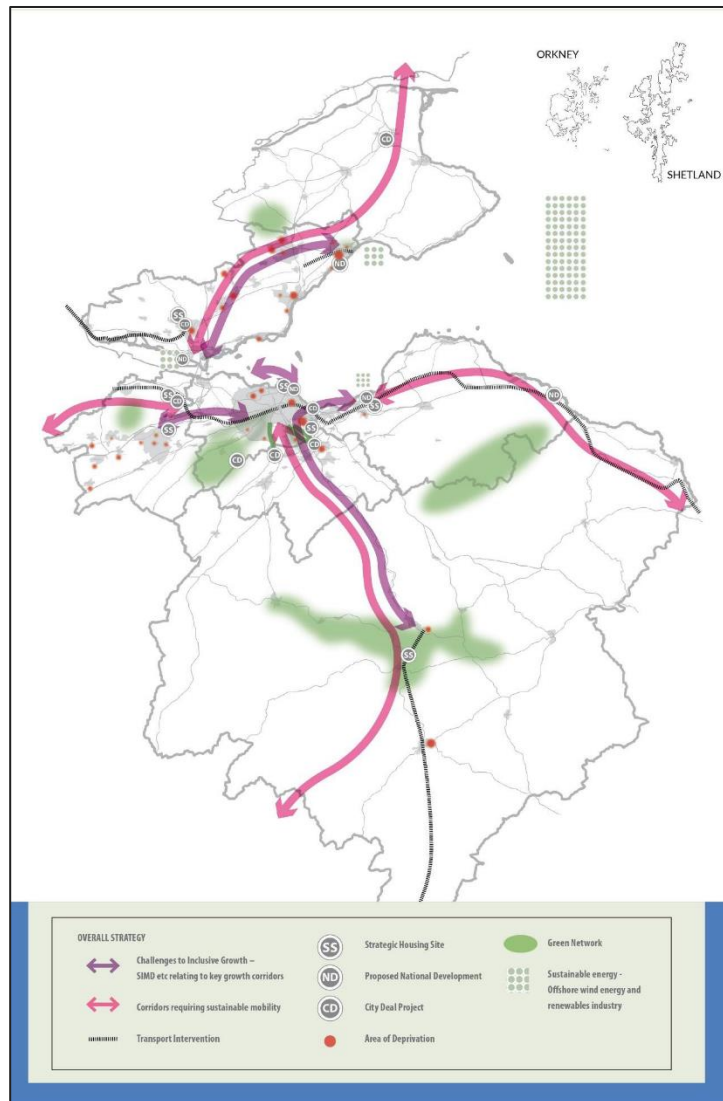 ORKNEY
SHETLAND
CD
ND
SS
CD
ND
SS
CD
SS
SS
ND
CD
SS
CD
CD
CD
ND
SS
ND
SS
OVERALL STRATEGY
Challenges to Inclusive Growth –
SIMD etc relating to key growth corridors
Corridors requiring sustainable mobility
Transport Intervention
SS Strategic Housing Site
ND Proposed National Development
CD City Deal Project
Area of Deprivation
Green Network
Sustainable energy -
Offshore wind energy and
renewables industry